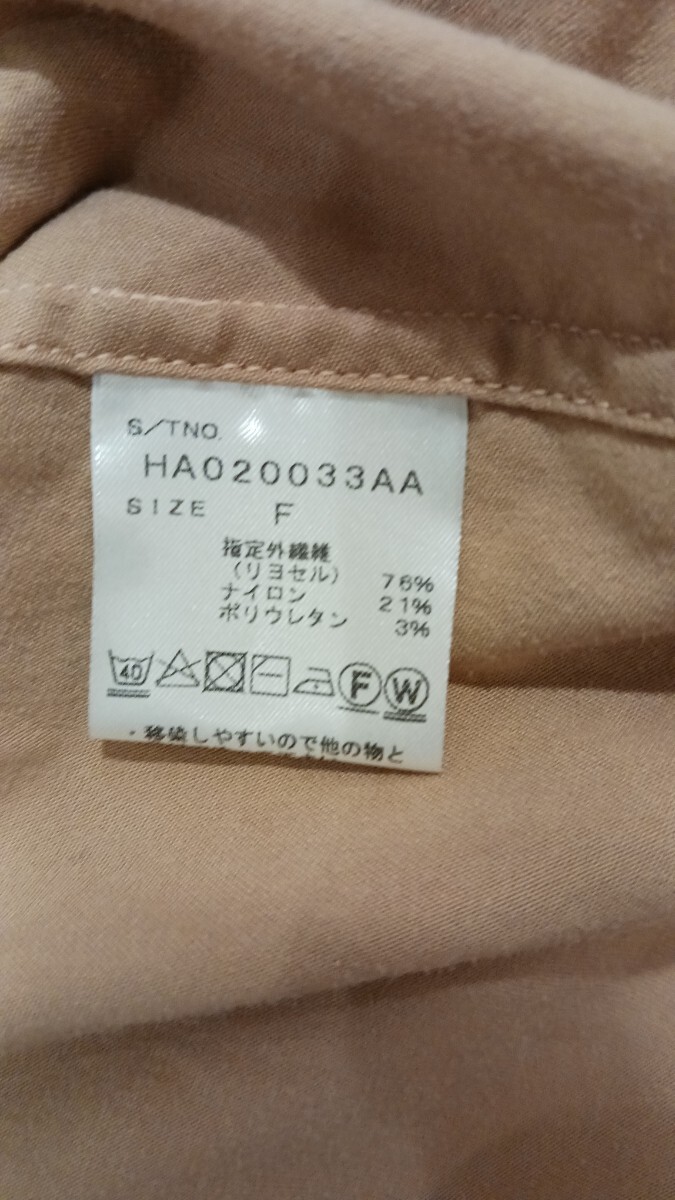 S/TNO.
HA020033AA
SIZE F
指定外繊維
(リヨセル) 76%
ナイロン 21%
ポリウレタン 3%
40 F W
・移染しやすいので他の物と